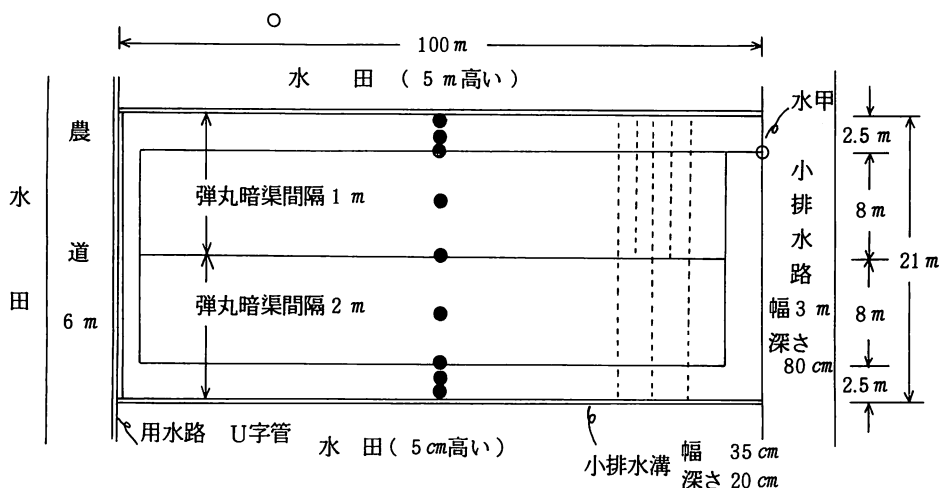 100 m
水 田 ( 5 m高い )
水甲
農
道
6 m
水
田
弾丸暗渠間隔 1 m
弾丸暗渠間隔 2 m
小
排
水
路
幅 3 m
深さ
80 cm
2.5 m
8 m
21 m
8 m
2.5 m
用水路 U字管
水 田 ( 5 cm高い )
小排水溝 幅 35 cm
深さ 20 cm